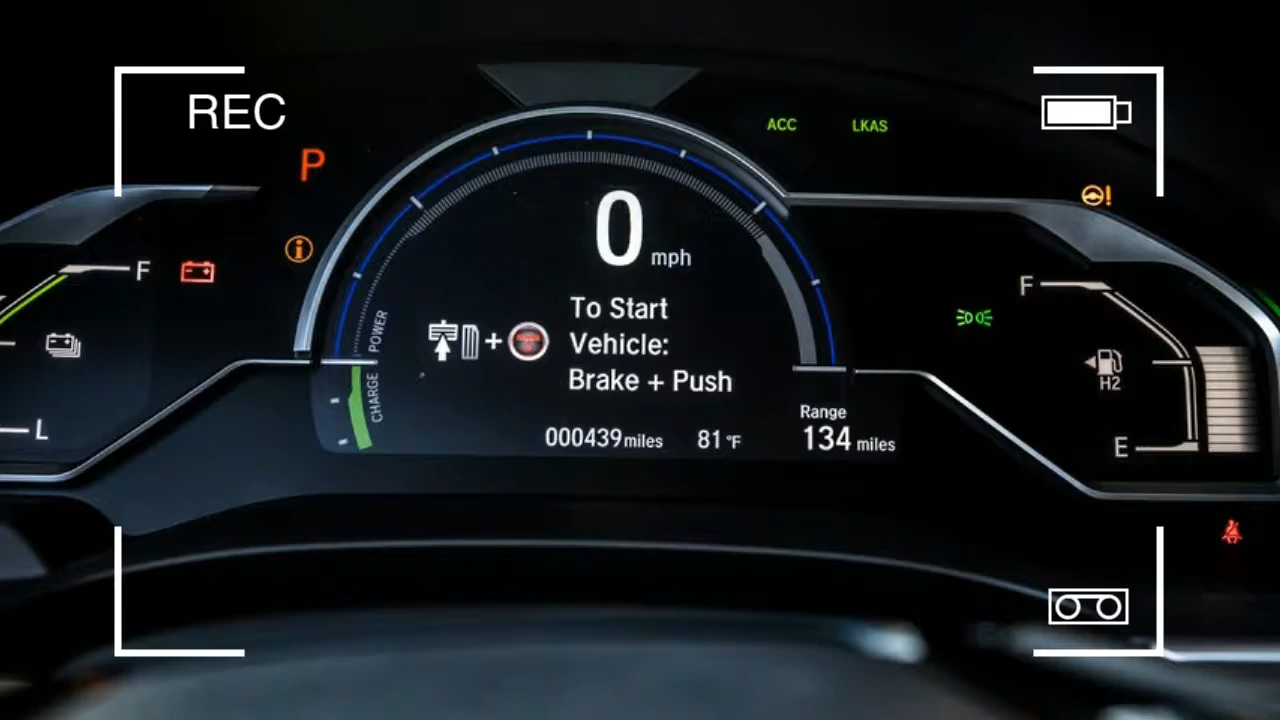 REC
ACC LKAS
P
0 mph
F
F
POWER
To Start
Vehicle:
Brake + Push
H2
CHARGE
Range
L
000439 miles 81°F 134 miles
E